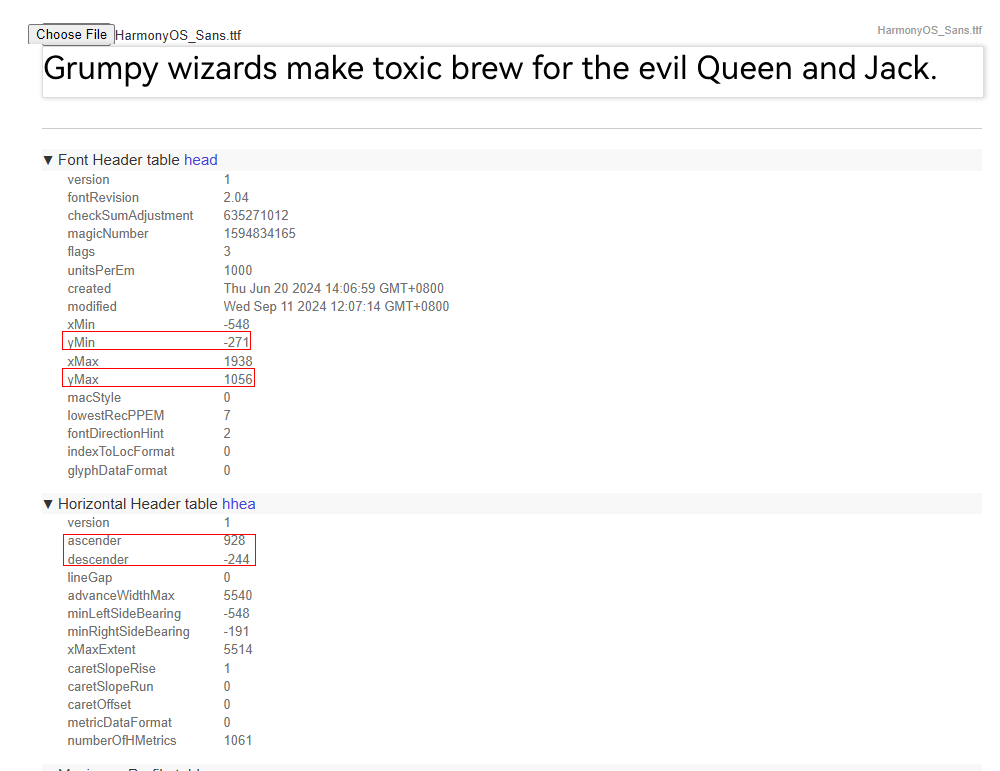 Choose File HarmonyOS_Sans.ttf HarmonyOS_Sans.ttf
Grumpy wizards make toxic brew for the evil Queen and Jack.
▼ Font Header table head
version 1
fontRevision 2.04
checkSumAdjustment 635271012
magicNumber 1594834165
flags 3
unitsPerEm 1000
created Thu Jun 20 2024 14:06:59 GMT+0800
modified Wed Sep 11 2024 12:07:14 GMT+0800
xMin -548
yMin -271
xMax 1938
yMax 1056
macStyle 0
lowestRecPPEM 7
fontDirectionHint 2
indexToLocFormat 0
glyphDataFormat 0
▼ Horizontal Header table hhea
version 1
ascender 928
descender -244
lineGap 0
advanceWidthMax 5540
minLeftSideBearing -548
minRightSideBearing -191
xMaxExtent 5514
caretSlopeRise 1
caretSlopeRun 0
caretOffset 0
metricDataFormat 0
numberOfHMetrics 1061